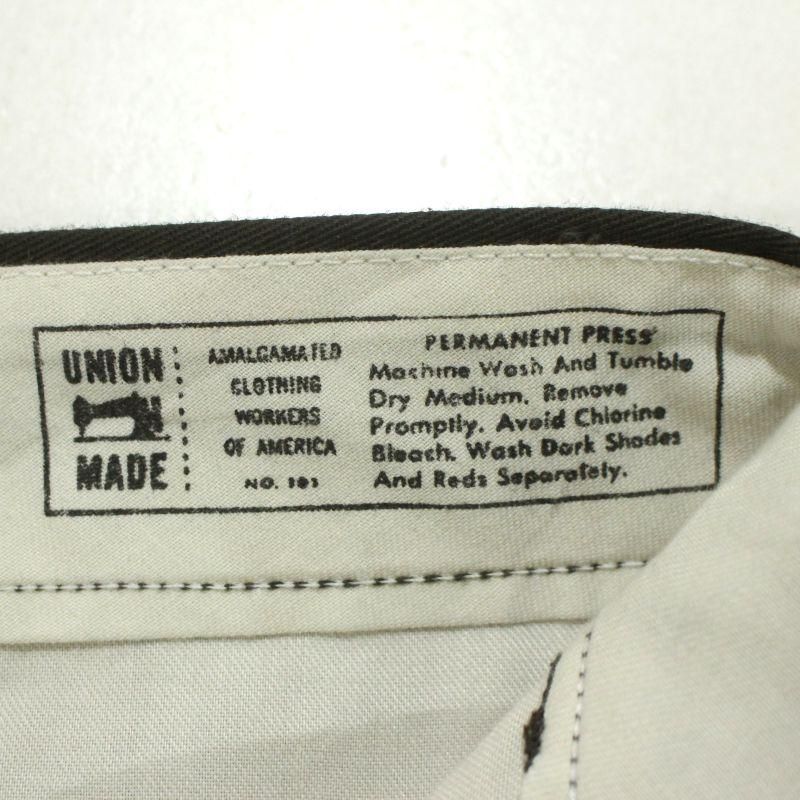 UNION
MADE
AMALGAMATED
CLOTHING
WORKERS
OF AMERICA
NO.
PERMANENT PRESS
Machine Wash And Tumble
Dry Medium. Remove
Promptly. Avoid Chlorine
Bleach. Wash Dark Shades
And Reds Separately.